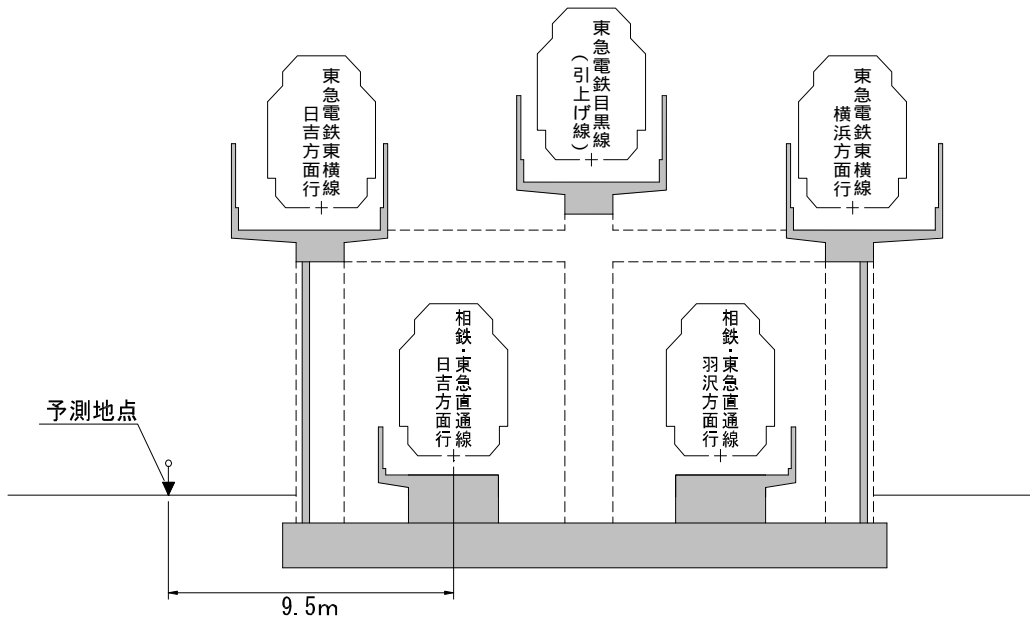 東急電鉄目黒線
（引上げ線）
東急電鉄東横線
日吉方面行
東急電鉄東横線
横浜方面行
相鉄・東急直通線
日吉方面行
相鉄・東急直通線
羽沢方面行
予測地点
9.5m